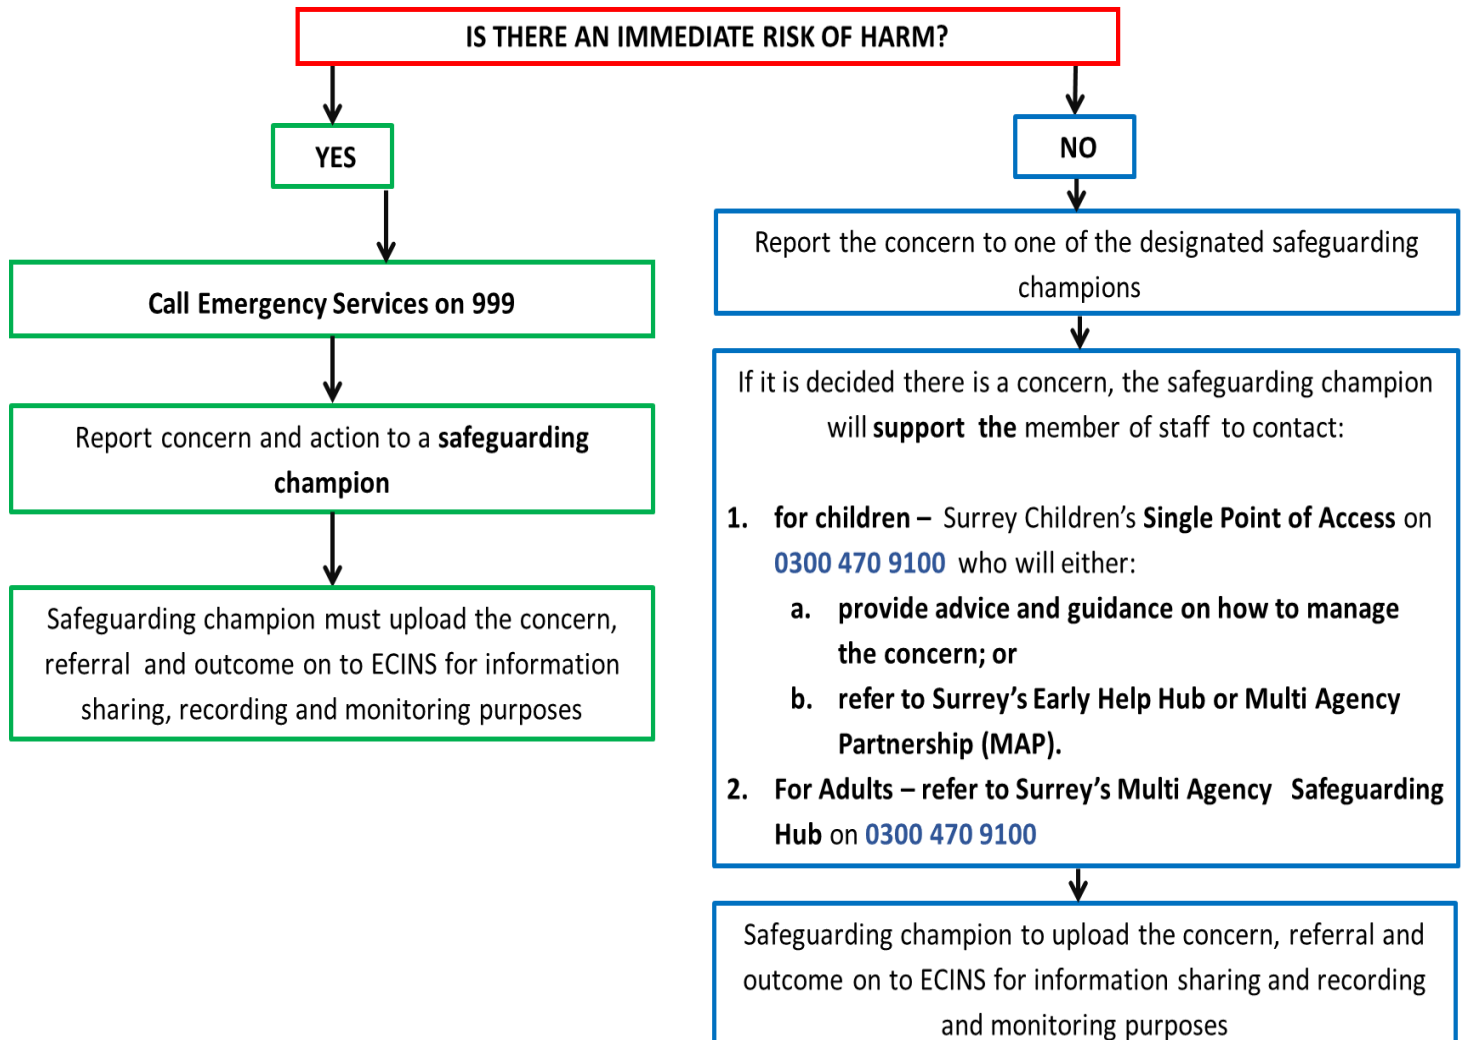 IS THERE AN IMMEDIATE RISK OF HARM?
YES
Call Emergency Services on 999
Report concern and action to a safeguarding
champion
Safeguarding champion must upload the concern,
referral and outcome on to ECINS for information
sharing, recording and monitoring purposes
NO
Report the concern to one of the designated safeguarding
champions
If it is decided there is a concern, the safeguarding champion
will support the member of staff to contact:
1. for children – Surrey Children’s Single Point of Access on
0300 470 9100 who will either:
a. provide advice and guidance on how to manage
the concern; or
b. refer to Surrey’s Early Help Hub or Multi Agency
Partnership (MAP).
2. For Adults – refer to Surrey’s Multi Agency Safeguarding
Hub on 0300 470 9100
Safeguarding champion to upload the concern, referral and
outcome on to ECINS for information sharing and recording
and monitoring purposes